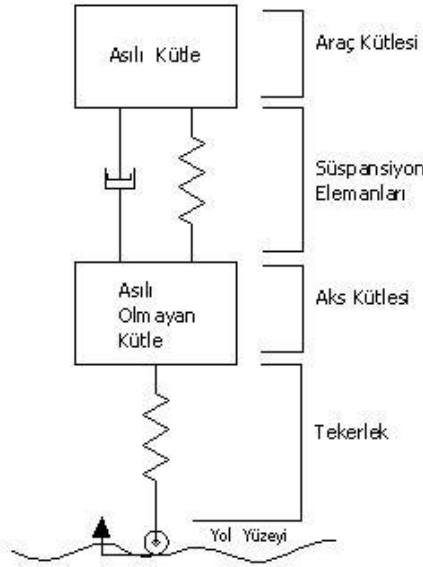 Asılı Kütle
Araç Kütlesi
Süspansiyon
Elemanları
Asılı
Olmayan
Kütle
Aks Kütlesi
Tekerlek
Yol Yüzeyi